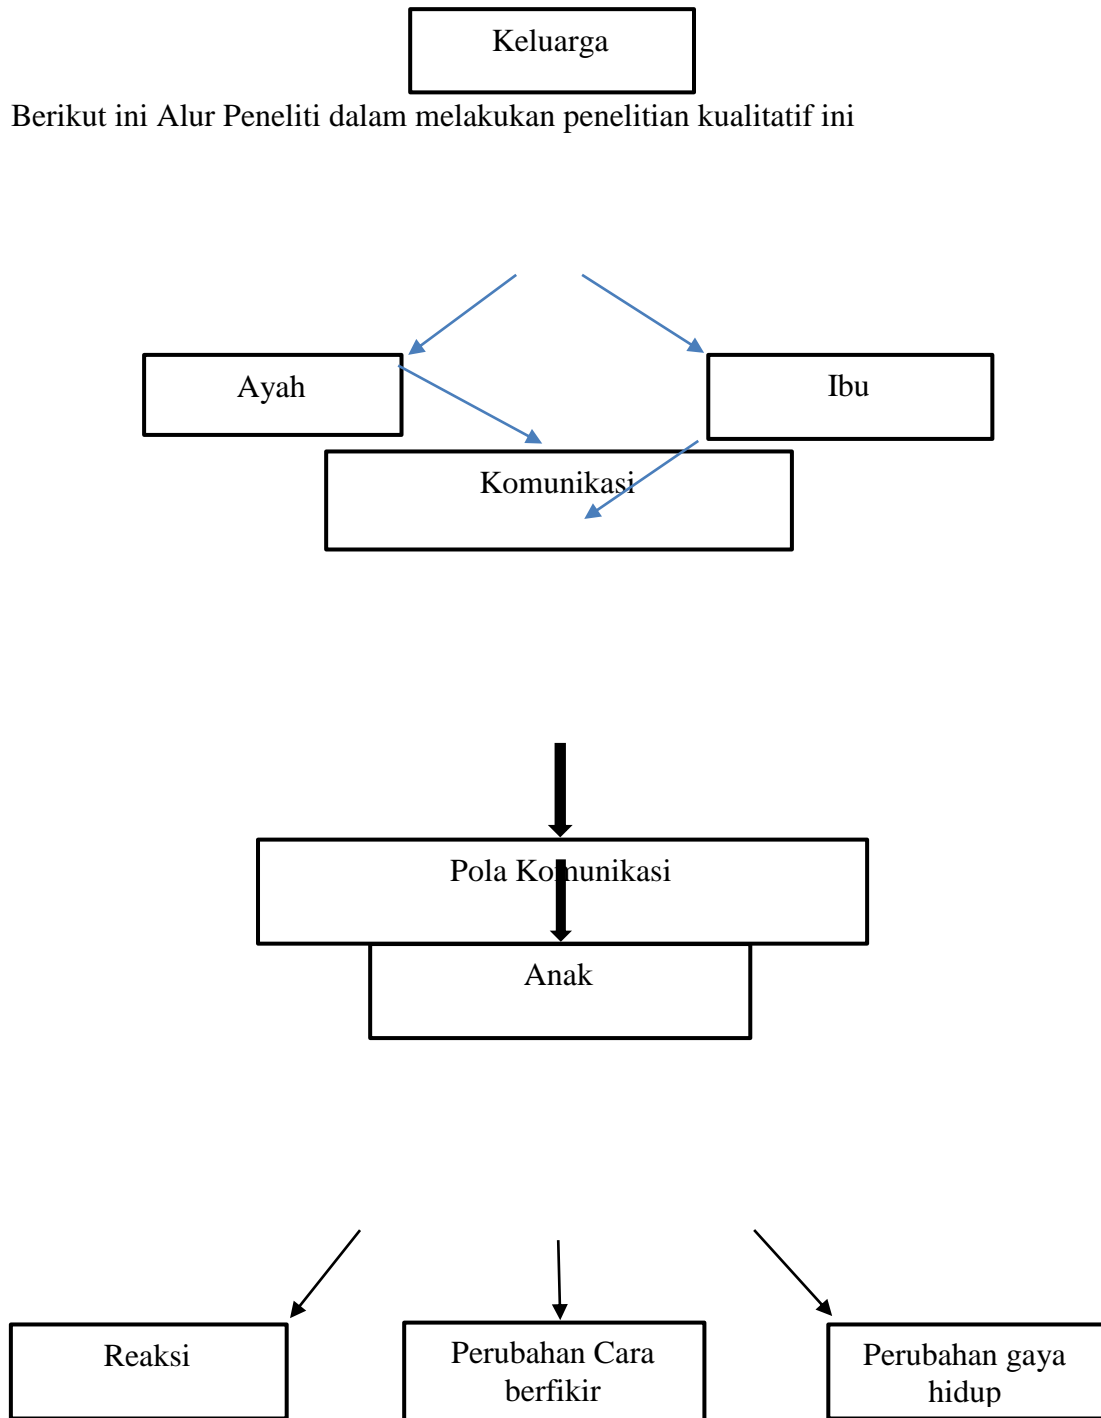 Keluarga
Berikut ini Alur Peneliti dalam melakukan penelitian kualitatif ini
Ayah
Ibu
Komunikasi
Pola Komunikasi
Anak
Reaksi
Perubahan Cara
berfikir
Perubahan gaya
hidup